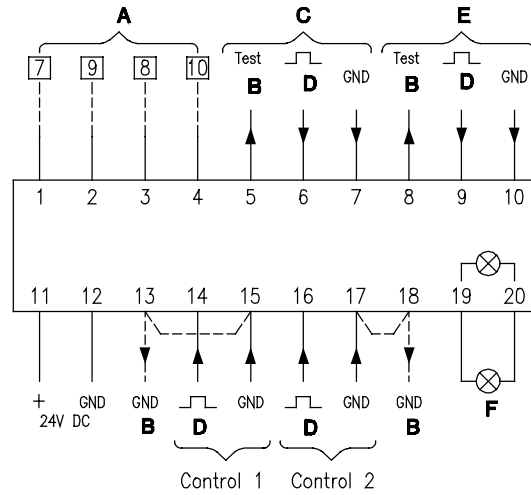 A C E
7 9 8 10 Test GND Test GND
B D B D
1 2 3 4 5 6 7 8 9 10
11 12 13 14 15 16 17 18 19 20
+ GND GND GND GND GND
24V DC B D D B F
Control 1 Control 2